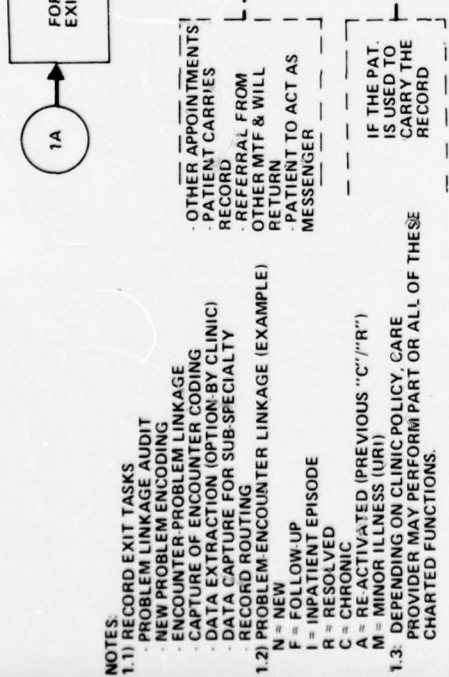 FOR
EXI
1A
· OTHER APPOINTMENTS
· PATIENT CARRIES
RECORD
· REFERRAL FROM
OTHER MTF & WILL
RETURN
· PATIENT TO ACT AS
MESSENGER
IF THE PAT.
IS USED TO
CARRY THE
RECORD
NOTES:
1.1) RECORD EXIT TASKS
· PROBLEM LINKAGE AUDIT
· NEW PROBLEM ENCODING
· ENCOUNTER-PROBLEM LINKAGE
· CAPTURE OF ENCOUNTER CODING
· DATA EXTRACTION (OPTION-BY CLINIC)
· DATA CAPTURE FOR SUB-SPECIALTY
· RECORD ROUTING
1.2) PROBLEM-ENCOUNTER LINKAGE (EXAMPLE)
N = NEW
F = FOLLOW-UP
I = INPATIENT EPISODE
R = RESOLVED
C = CHRONIC
A = RE-ACTIVATED (PREVIOUS "C"/"R")
M = MINOR ILLNESS (URI)
1.3: DEPENDING ON CLINIC POLICY, CARE
PROVIDER MAY PERFORM PART OR ALL OF THESE
CHARTED FUNCTIONS.